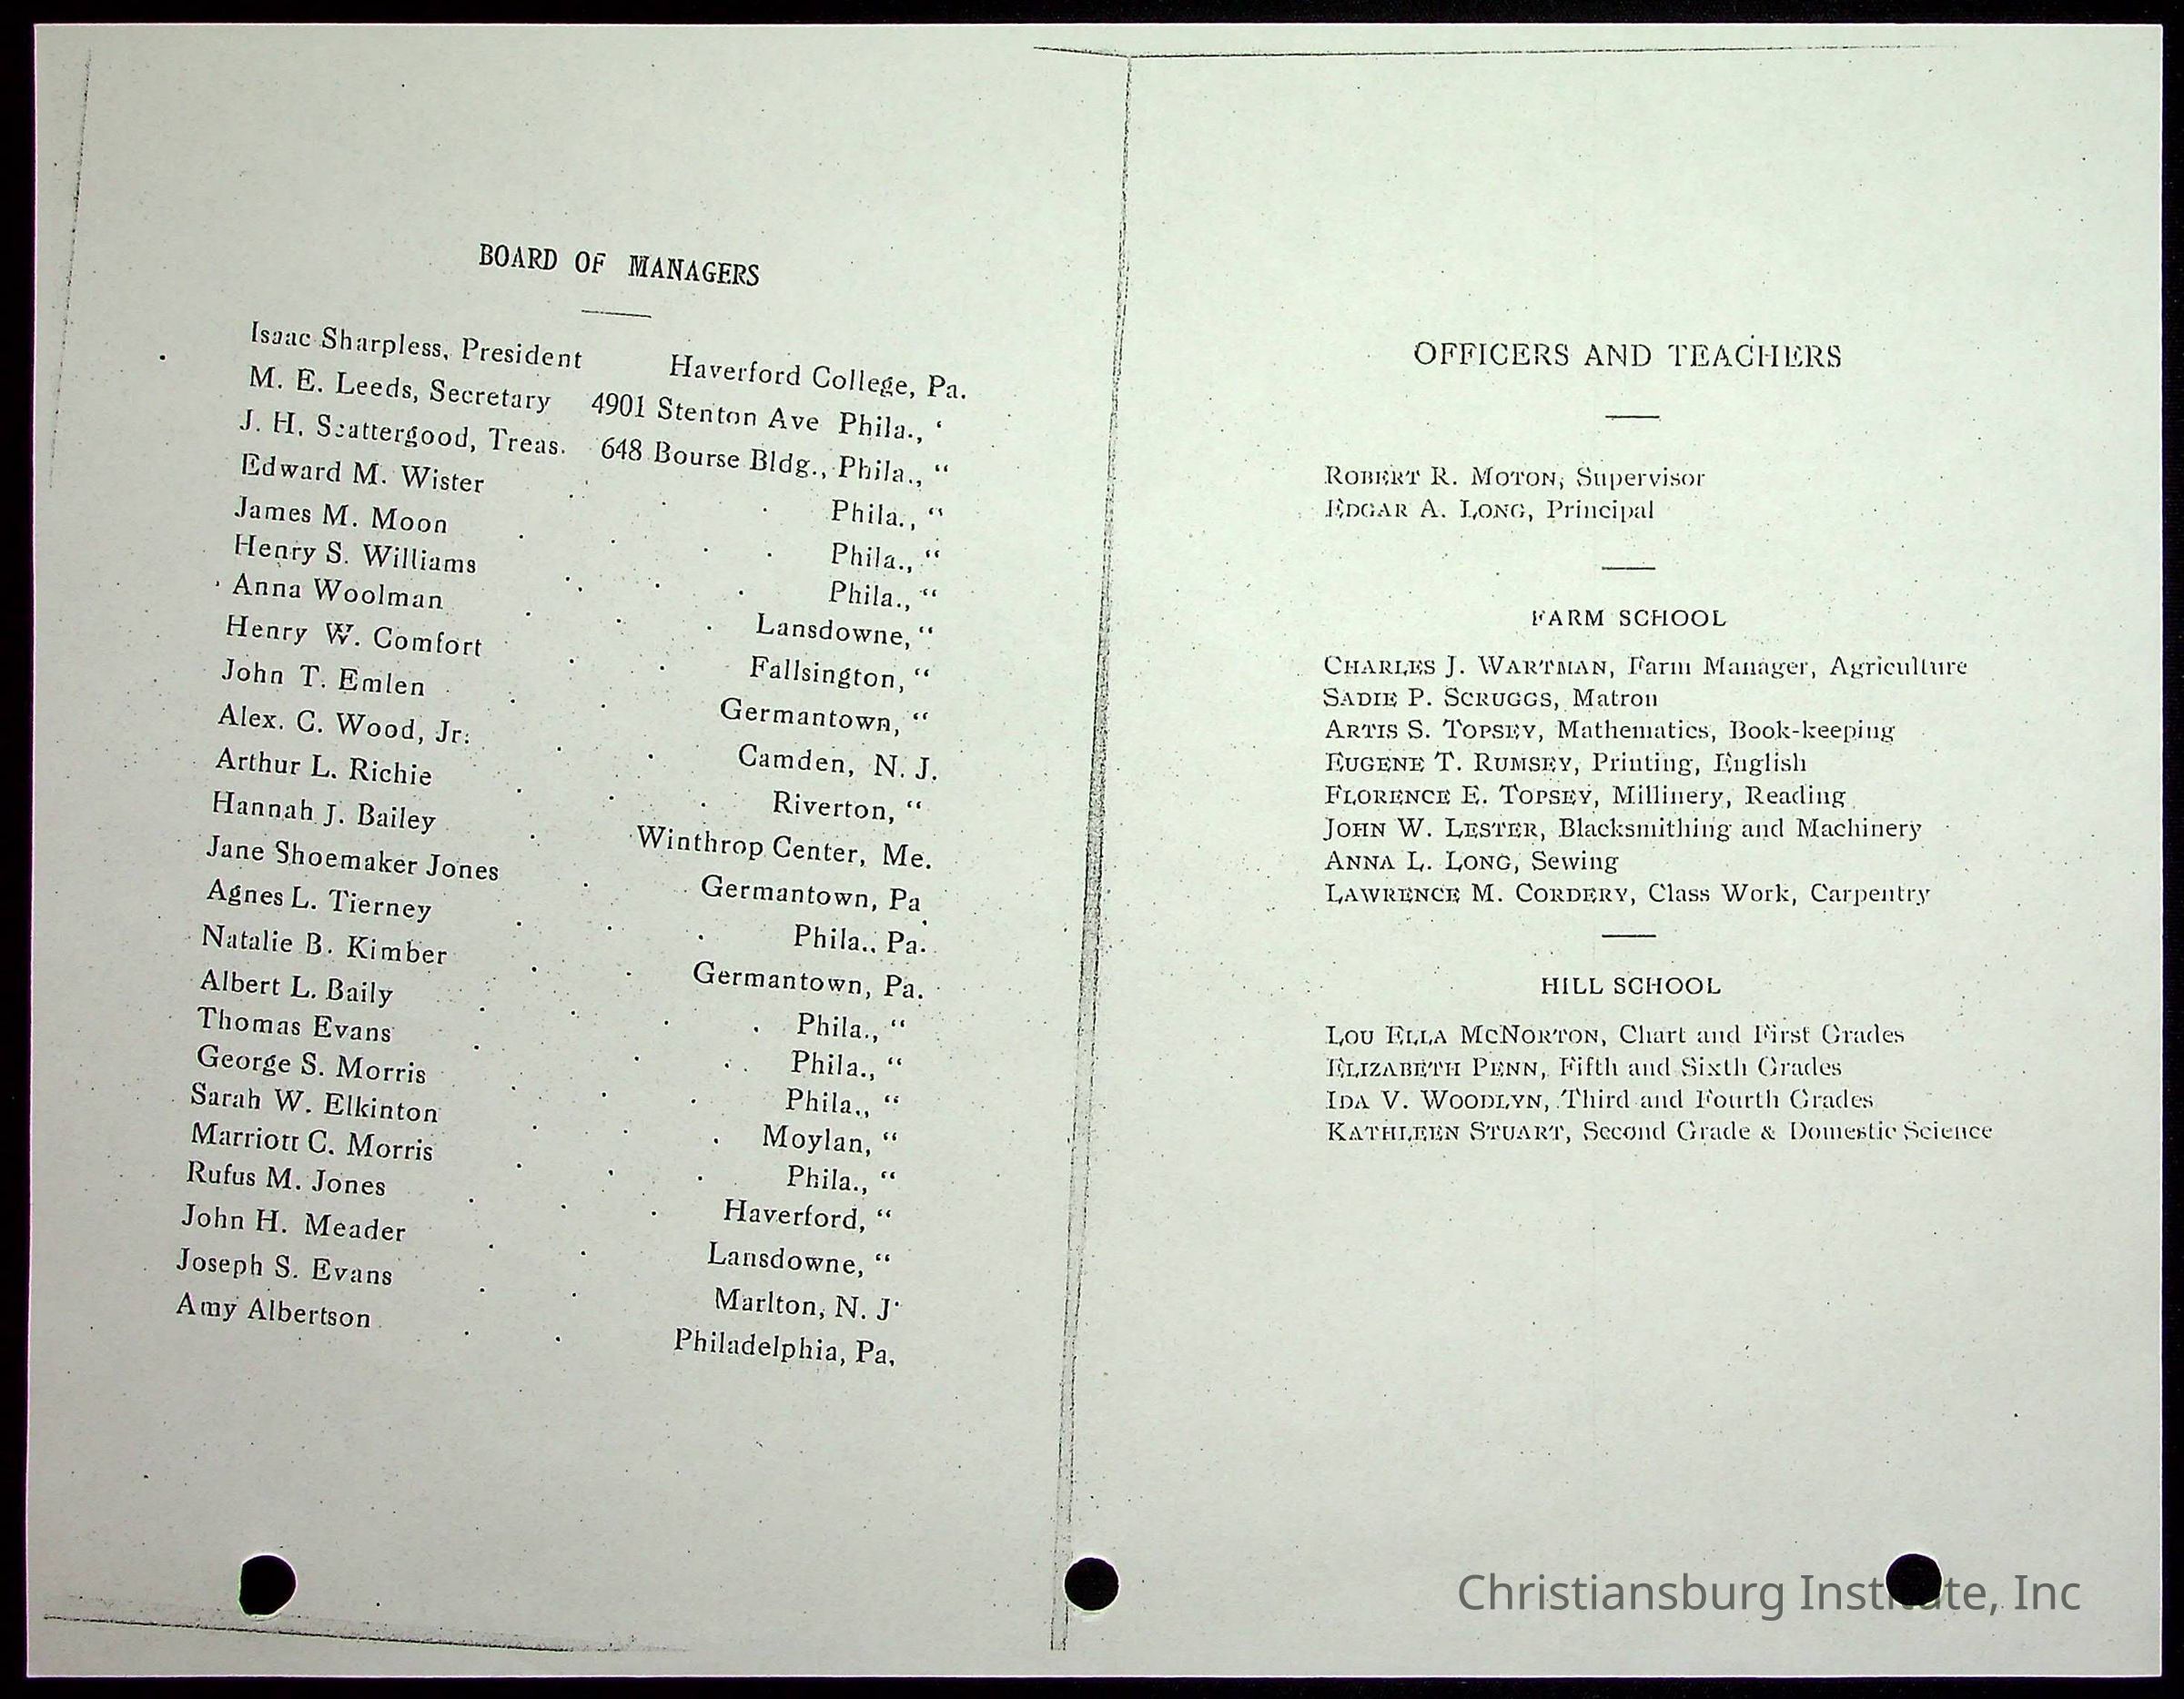 BOARD OF MANAGERS
Isaac Sharpless, President Haverford College, Pa.
M. E. Leeds, Secretary 4901 Stenton Ave Phila., ‘
J. H. Scattergood, Treas. 648 Bourse Bldg., Phila., “
Edward M. Wister Phila., “
James M. Moon Phila., “
Henry S. Williams Phila., “
Anna Woolman Lansdowne, “
Henry W. Comfort Fallsington, “
John T. Emlen Germantown, “
Alex. C. Wood, Jr. Camden, N. J.
Arthur L. Richie Riverton, “
Hannah J. Bailey Winthrop Center, Me.
Jane Shoemaker Jones Germantown, Pa
Agnes L. Tierney Phila., Pa.
Natalie B. Kimber Germantown, Pa.
Albert L. Baily Phila., “
Thomas Evans Phila., “
George S. Morris Phila., “
Sarah W. Elkinton Moylan, “
Marriott C. Morris Phila., “
Rufus M. Jones Haverford, “
John H. Meader Lansdowne, “
Joseph S. Evans Marlton, N. J.
Amy Albertson Philadelphia, Pa.
OFFICERS AND TEACHERS
ROBERT R. MOTON, Supervisor
EDGAR A. LONG, Principal
FARM SCHOOL
CHARLES J. WARTMAN, Farm Manager, Agriculture
SADIE P. SCRUGGS, Matron
ARTIS S. TOPSEY, Mathematics, Book-keeping
EUGENE T. RUMSEY, Printing, English
FLORENCE E. TOPSEY, Millinery, Reading
JOHN W. LESTER, Blacksmithing and Machinery
ANNA L. LONG, Sewing
LAWRENCE M. CORDERY, Class Work, Carpentry
HILL SCHOOL
LOU ELLA MCNORTON, Chart and First Grades
ELIZABETH PENN, Fifth and Sixth Grades
IDA V. WOODLYN, Third and Fourth Grades
KATHLEEN STUART, Second Grade & Domestic Science
Christiansburg Institute, Inc